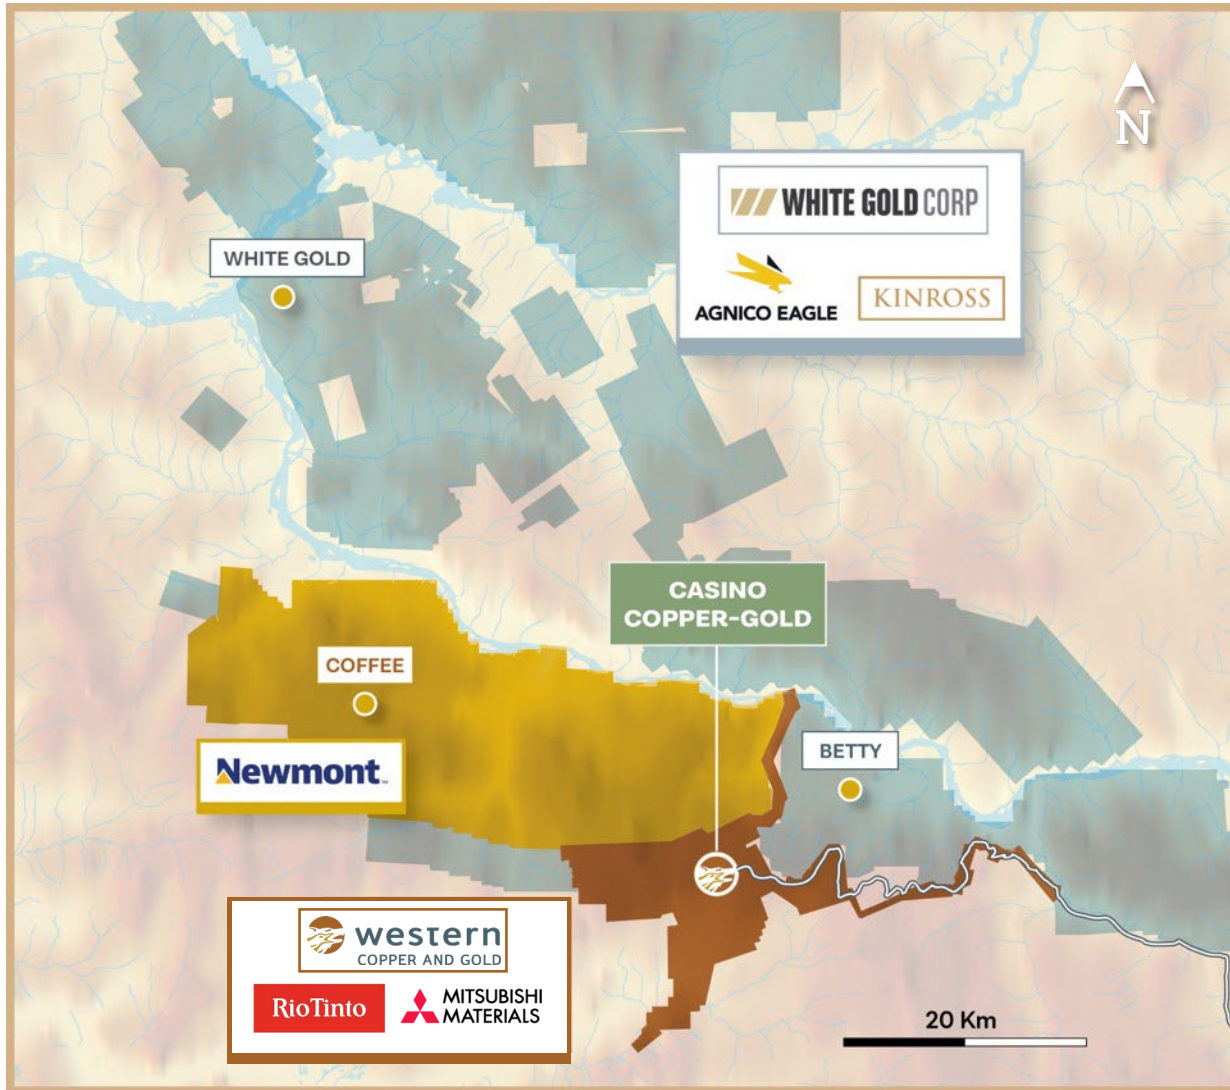 N
WHITE GOLD CORP
AGNICO EAGLE
KINROSS
WHITE GOLD
CASINO
COPPER-GOLD
COFFEE
Newmont™
BETTY
western
COPPER AND GOLD
RioTinto
MITSUBISHI
MATERIALS
20 Km